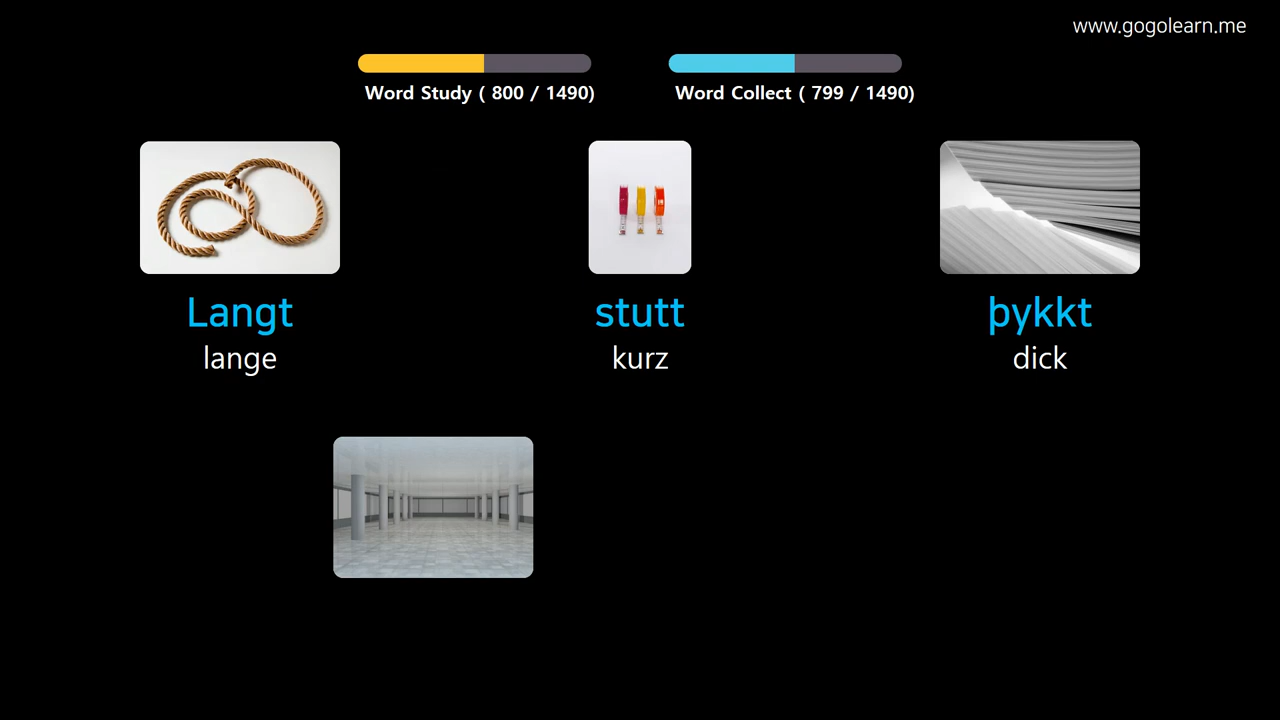 www.gogolearn.me
Word Study ( 800 / 1490)
Word Collect ( 799 / 1490)
Langt
lange
stutt
kurz
þykkt
dick